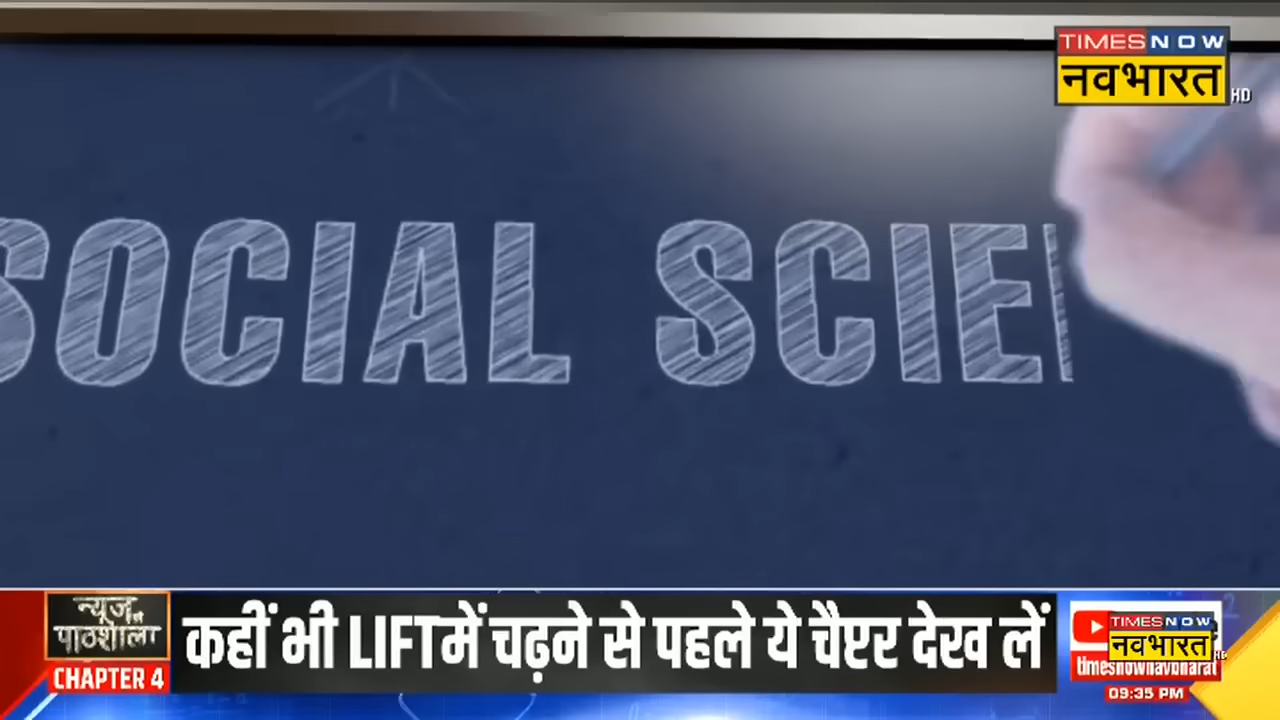 TIMES NOW
नवभारत
HD
SOCIAL SCIE
न्यूज़ की
पाठशाला
CHAPTER 4
कहीं भी LIFT में चढ़ने से पहले ये चैप्टर देख लें
TIMES NOW
नवभारत
timesnownavbharat
09:35 PM